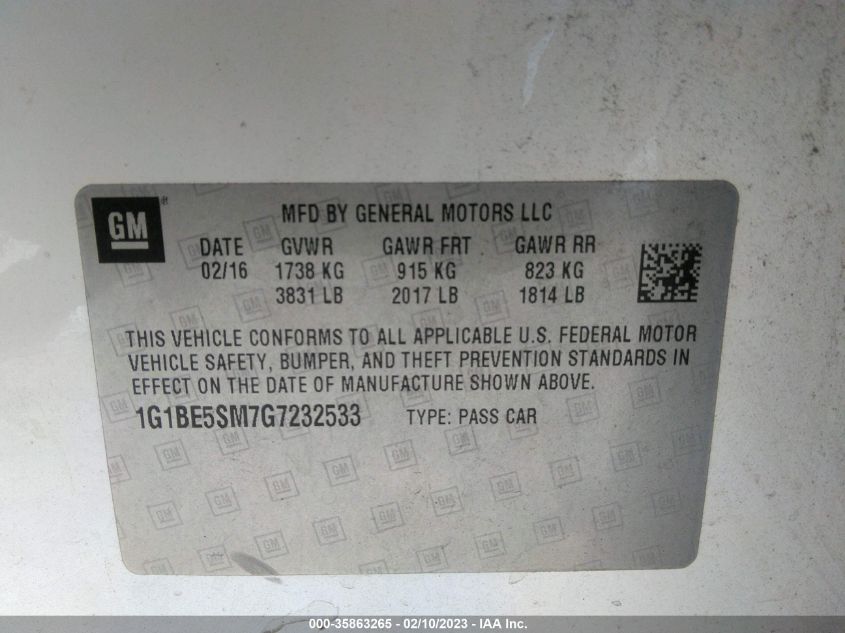 GM
MFD BY GENERAL MOTORS LLC
DATE GVWR GAWR FRT GAWR RR
02/16 1738 KG 915 KG 823 KG
3831 LB 2017 LB 1814 LB
THIS VEHICLE CONFORMS TO ALL APPLICABLE U.S. FEDERAL MOTOR
VEHICLE SAFETY, BUMPER, AND THEFT PREVENTION STANDARDS IN
EFFECT ON THE DATE OF MANUFACTURE SHOWN ABOVE.
1G1BE5SM7G7232533 TYPE: PASS CAR
1000-35863265 - 02/10/2023 - IAA Inc.